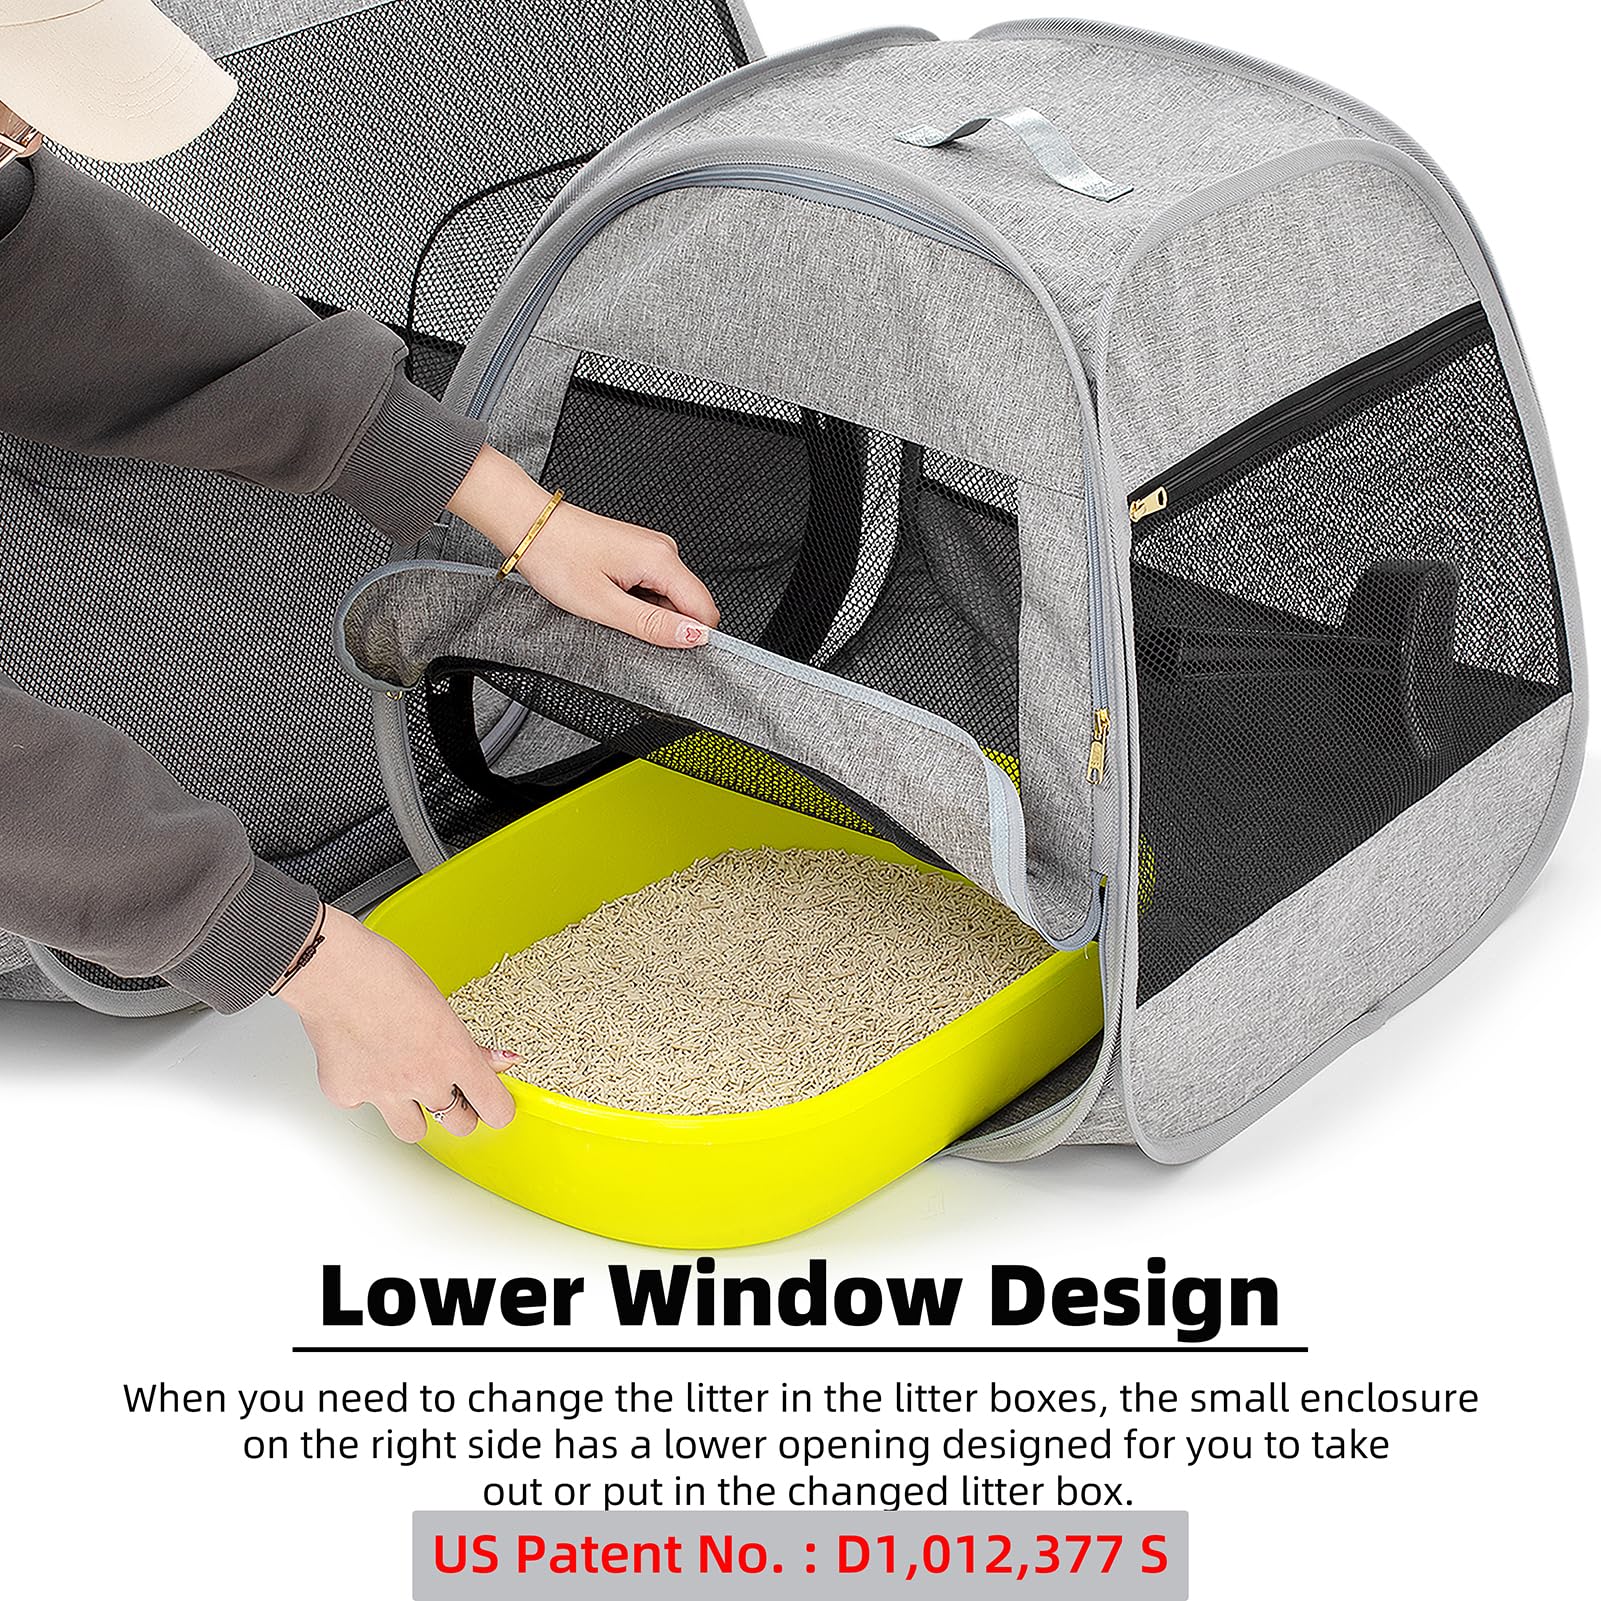 Lower Window Design
When you need to change the litter in the litter boxes, the small enclosure
on the right side has a lower opening designed for you to take
out or put in the changed litter box.
US Patent No. : D1,012,377 S